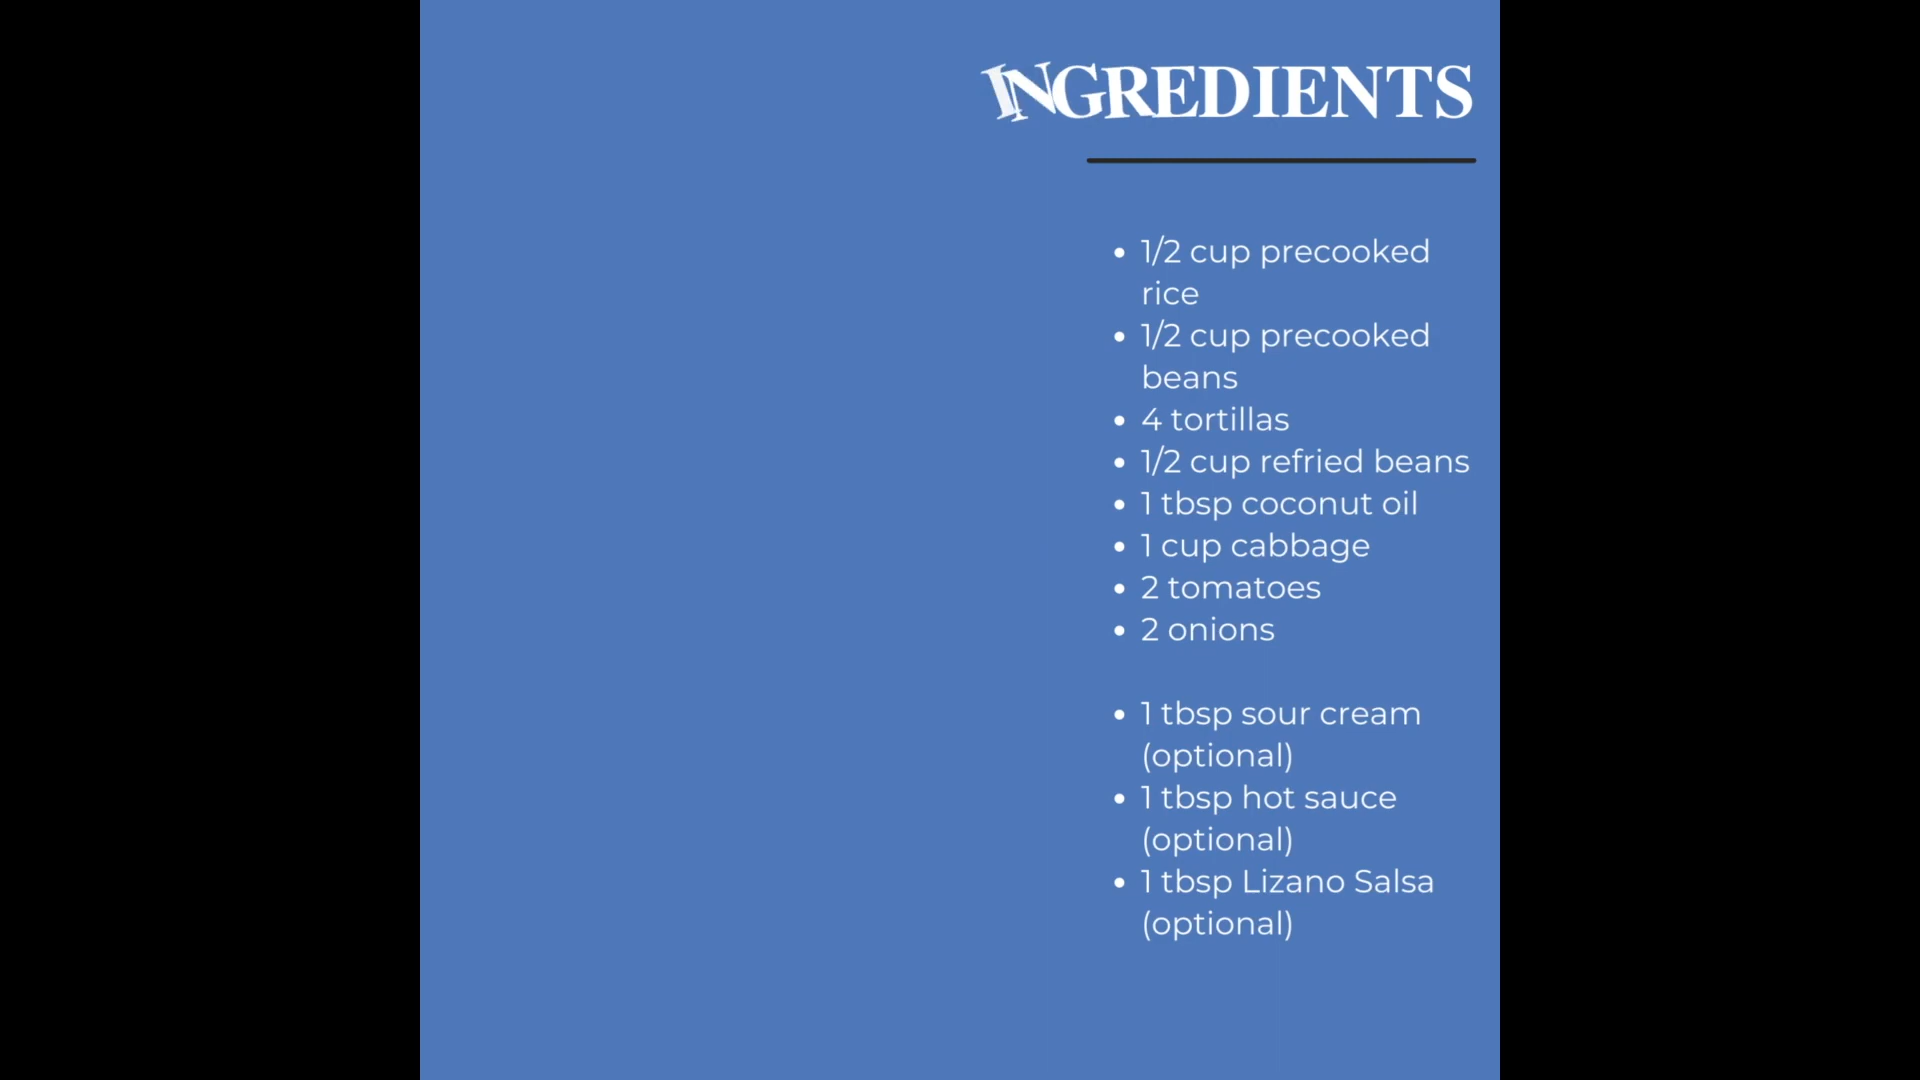 INGREDIENTS
• 1/2 cup precooked
rice
• 1/2 cup precooked
beans
• 4 tortillas
• 1/2 cup refried beans
• 1 tbsp coconut oil
• 1 cup cabbage
• 2 tomatoes
• 2 onions
• 1 tbsp sour cream
(optional)
• 1 tbsp hot sauce
(optional)
• 1 tbsp Lizano Salsa
(optional)